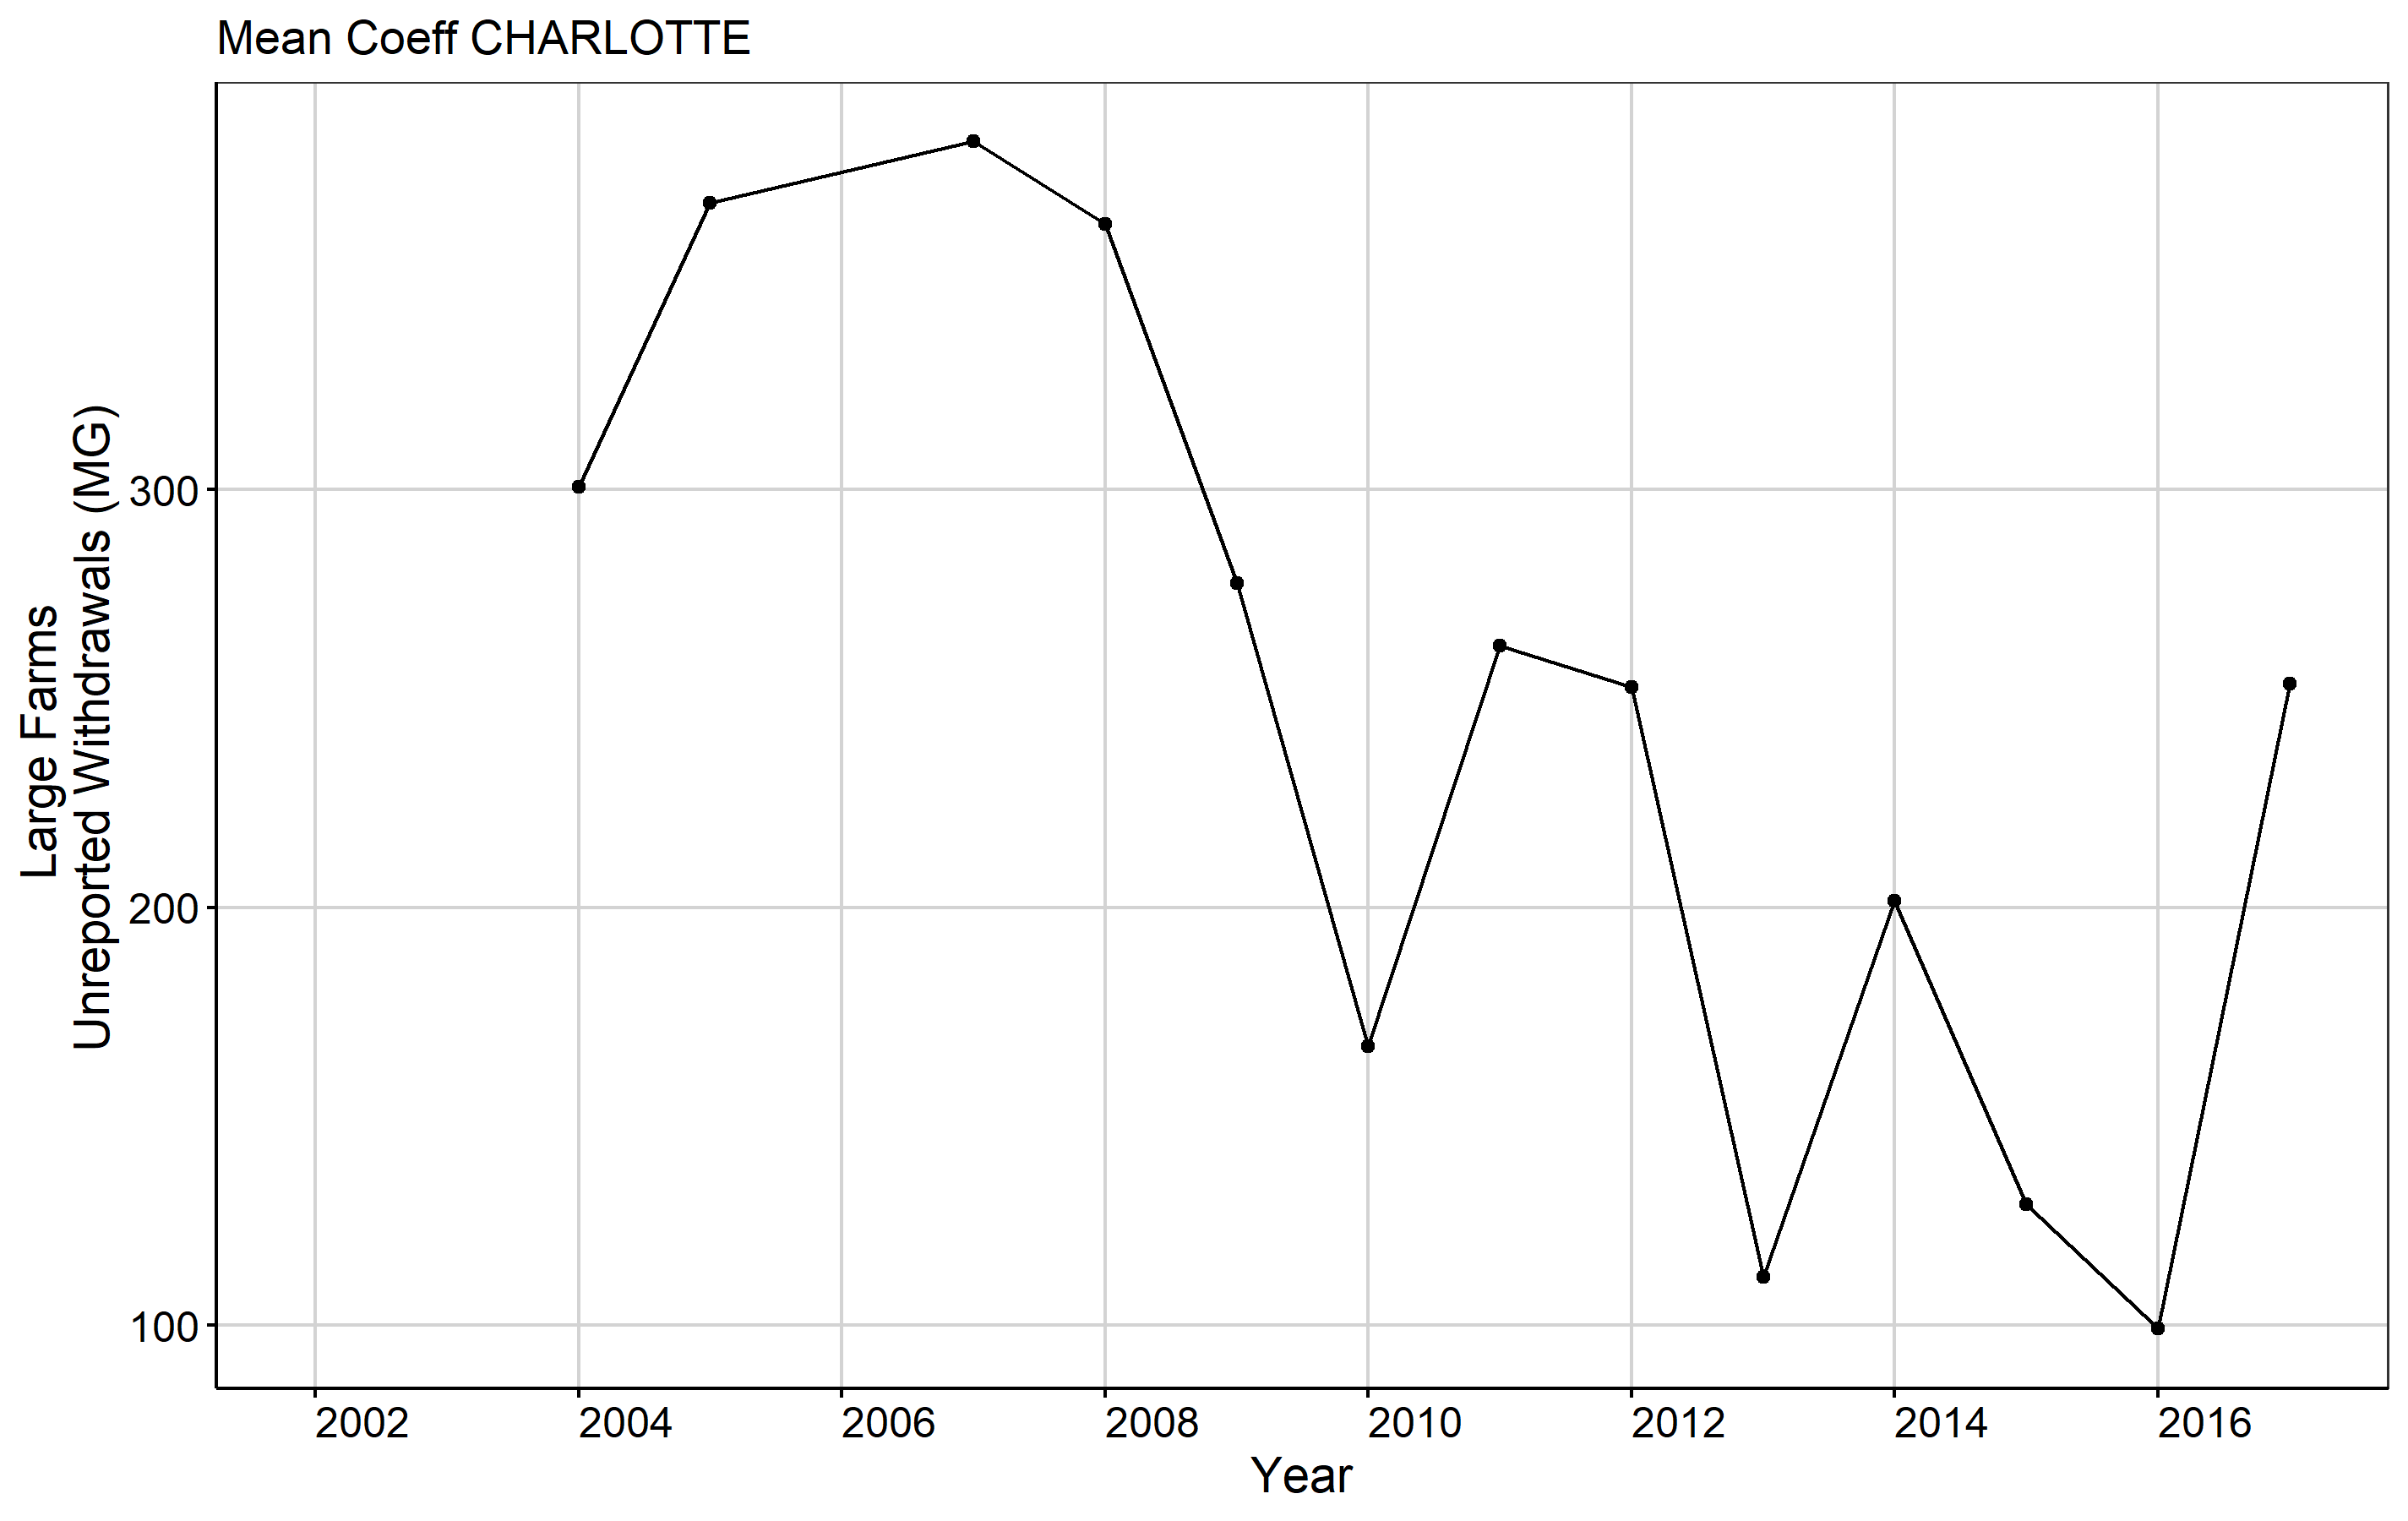 Mean Coeff CHARLOTTE
Large Farms
Unreported Withdrawals (MG)
300
200
100
2002 2004 2006 2008 2010 2012 2014 2016
Year